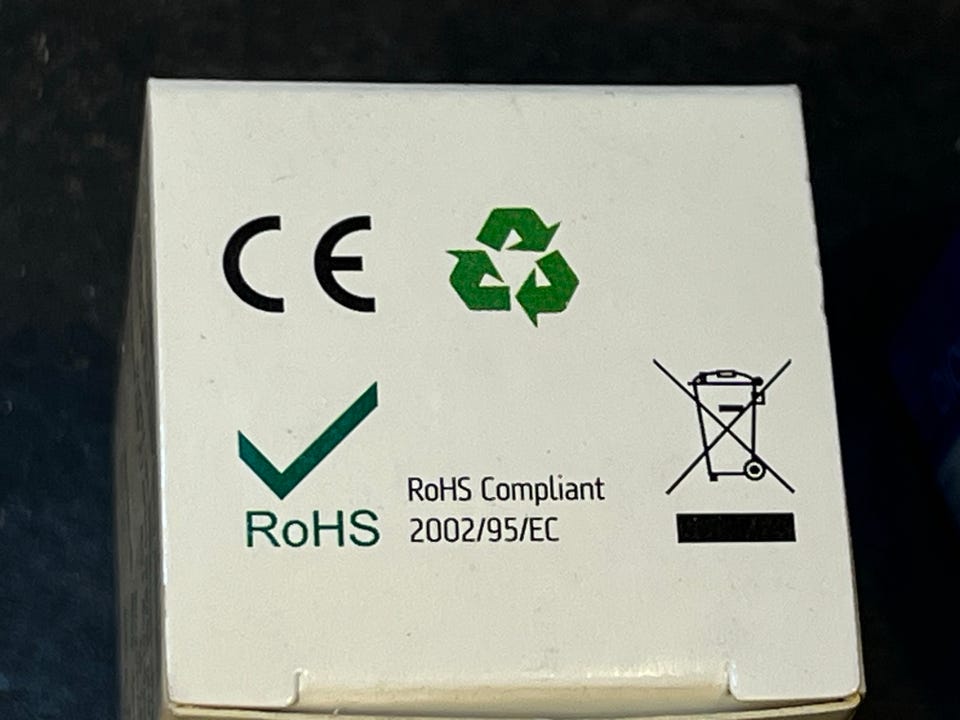 CE
RoHS
RoHS Compliant
2002/95/EC